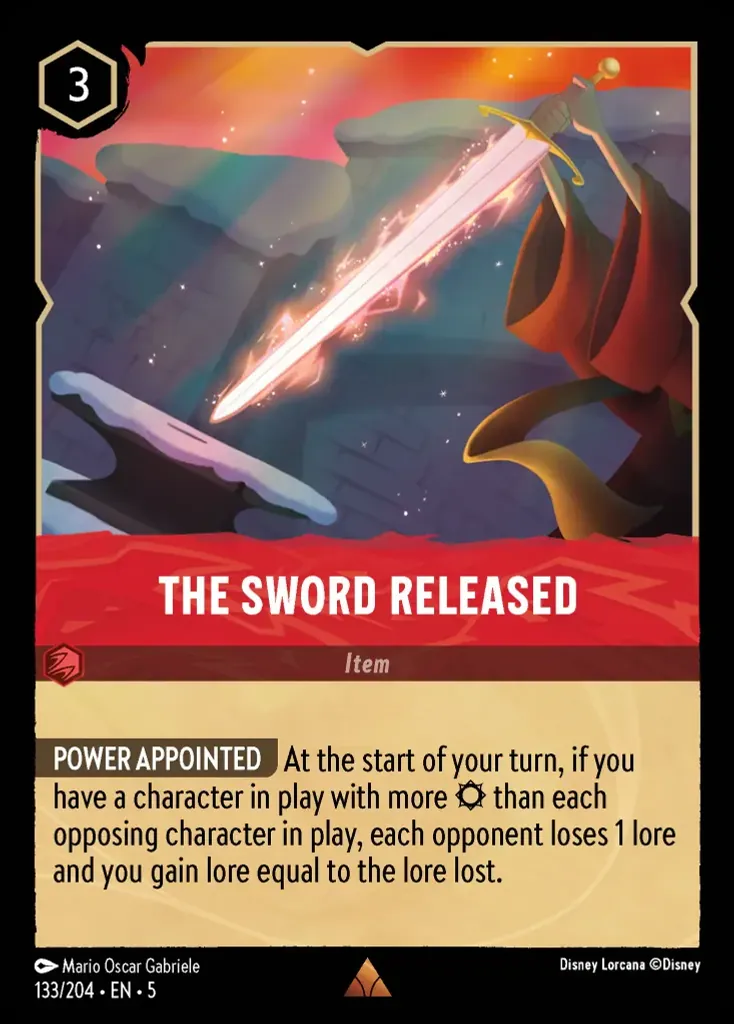 3
THE SWORD RELEASED
Item
POWER APPOINTED At the start of your turn, if you
have a character in play with more ⛭ than each
opposing character in play, each opponent loses 1 lore
and you gain lore equal to the lore lost.
Mario Oscar Gabriele
Disney Lorcana ©Disney
133/204 • EN • 5